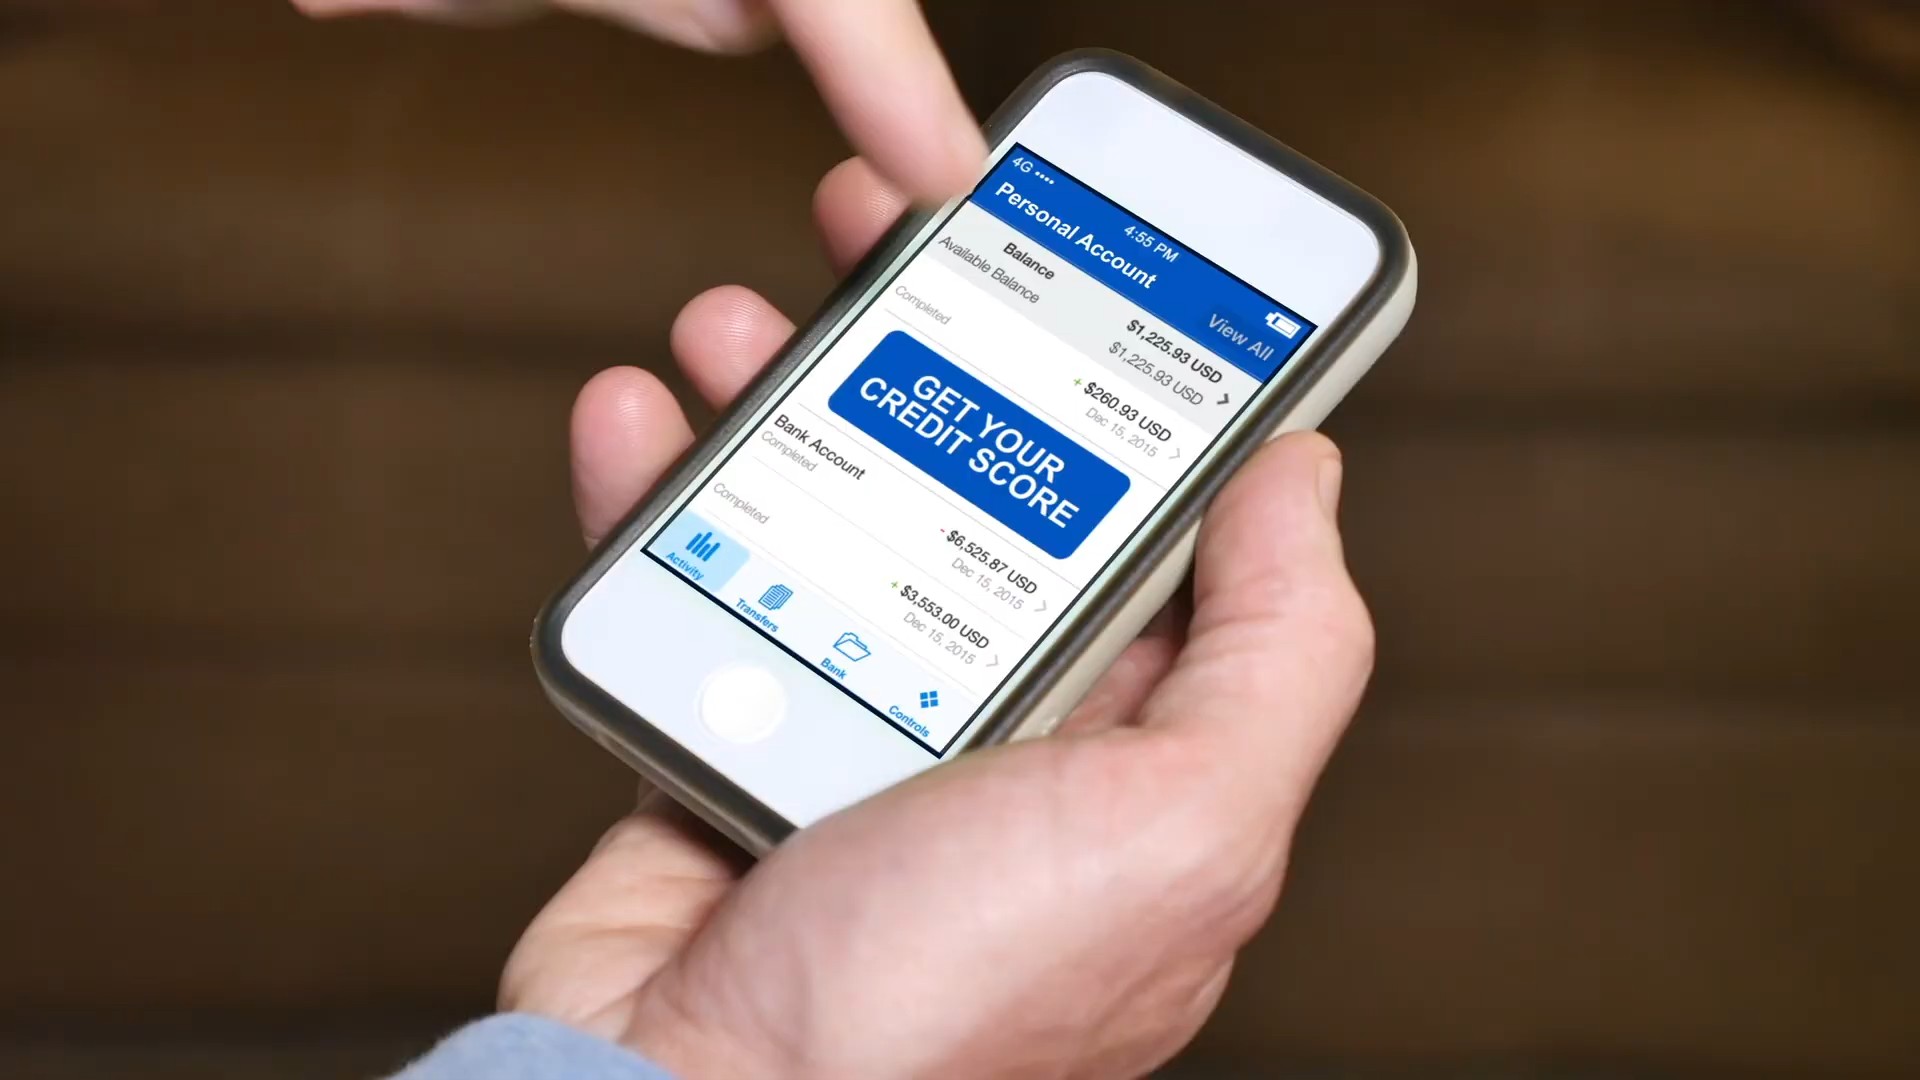 4G
4:55 PM
Personal Account
View All
Balance
$1,225.93 USD
Available Balance
$1,225.93 USD
+ $260.93 USD
Completed
Dec 15, 2015
GET YOUR
CREDIT SCORE
Bank Account
- $6,525.87 USD
Completed
Dec 15, 2015
+ $3,553.00 USD
Completed
Dec 15, 2015
Activity
Transfers
Bank
Controls